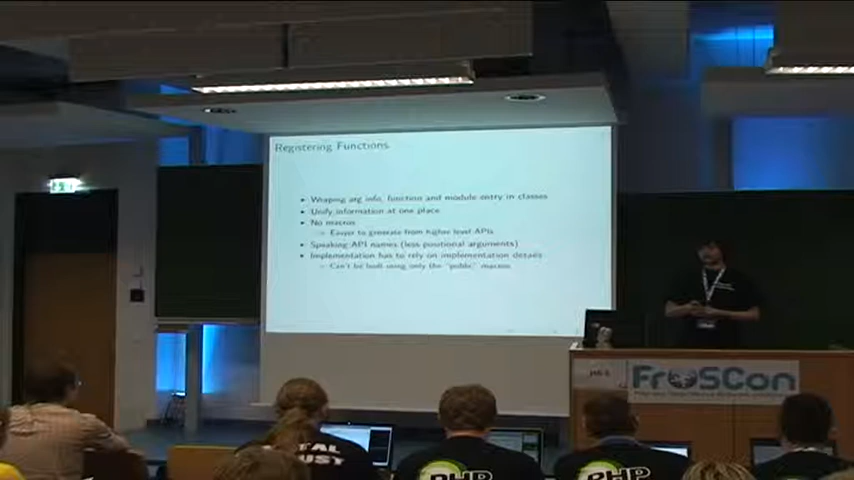 Registering Functions
Wraping arg info, function and module entry in classes
Unify information at one place
No macros
Easier to generate from higher level APIs
Speaking API names (less positional arguments)
Implementation has to rely on implementation details
Can't be built using only the "public" macros
FrOSCon
PHP
PHP